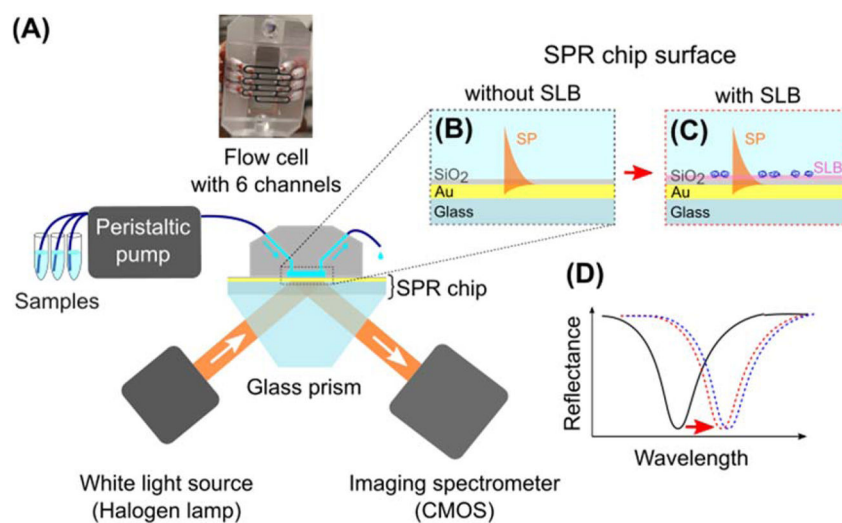 (A)
Flow cell
with 6 channels
Peristaltic
pump
Samples
SPR chip
Glass prism
White light source
(Halogen lamp)
Imaging spectrometer
(CMOS)
SPR chip surface
without SLB
(B)
SP
SiO2
Au
Glass
with SLB
(C)
SP
SiO2
SLB
Au
Glass
(D)
Reflectance
Wavelength